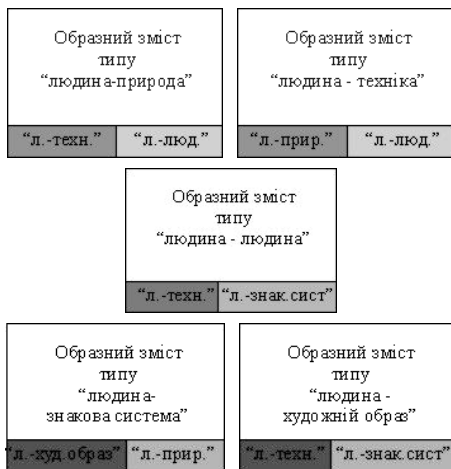 Образний зміст
типу
“людина-природа”
“л.-техн.” “л.-люд.”
Образний зміст
типу
“людина - техніка”
“л.-прир.” “л.-люд.”
Образний зміст
типу
“людина - людина”
“л.-техн.” “л.-знак.сист”
Образний зміст
типу
“людина-
знакова система”
“л.-худ.образ” “л.-прир.”
Образний зміст
типу
“людина -
художній образ”
“л.-техн.” “л.-знак.сист”